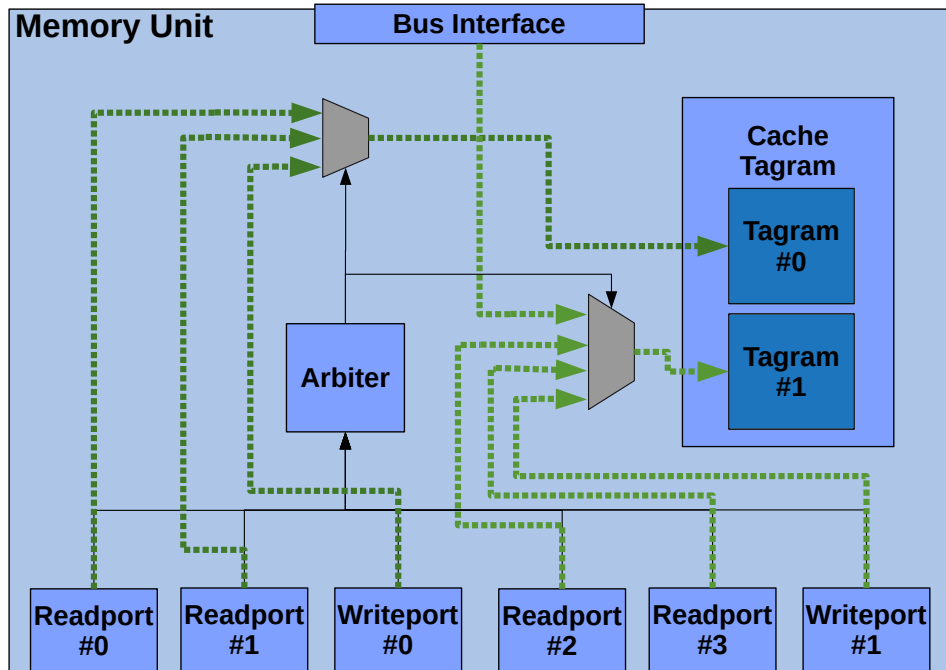 Memory Unit
Bus Interface
Cache
Tagram
Tagram
#0
Tagram
#1
Arbiter
Readport
#0
Readport
#1
Writeport
#0
Readport
#2
Readport
#3
Writeport
#1